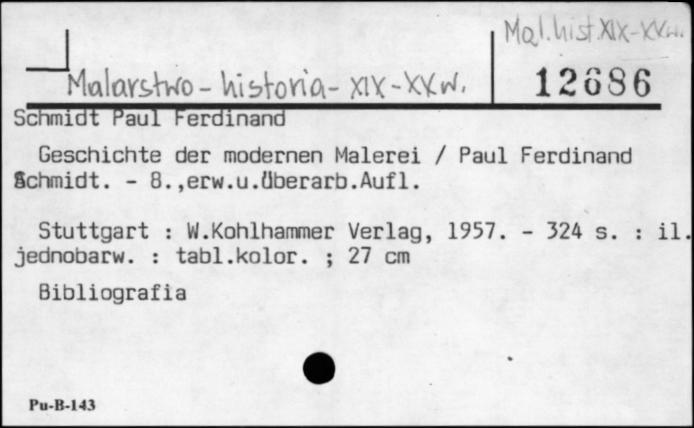 Mal.hist.XIX-XXw.
Malarstwo - historia - XIX - XXw.
12686
Schmidt Paul Ferdinand
Geschichte der modernen Malerei / Paul Ferdinand
Schmidt. - 8.,erw.u.Überarb.Aufl.
Stuttgart : W.Kohlhammer Verlag, 1957. - 324 s. : il.
jednobarw. : tabl.kolor. ; 27 cm
Bibliografia
Pu-B-143